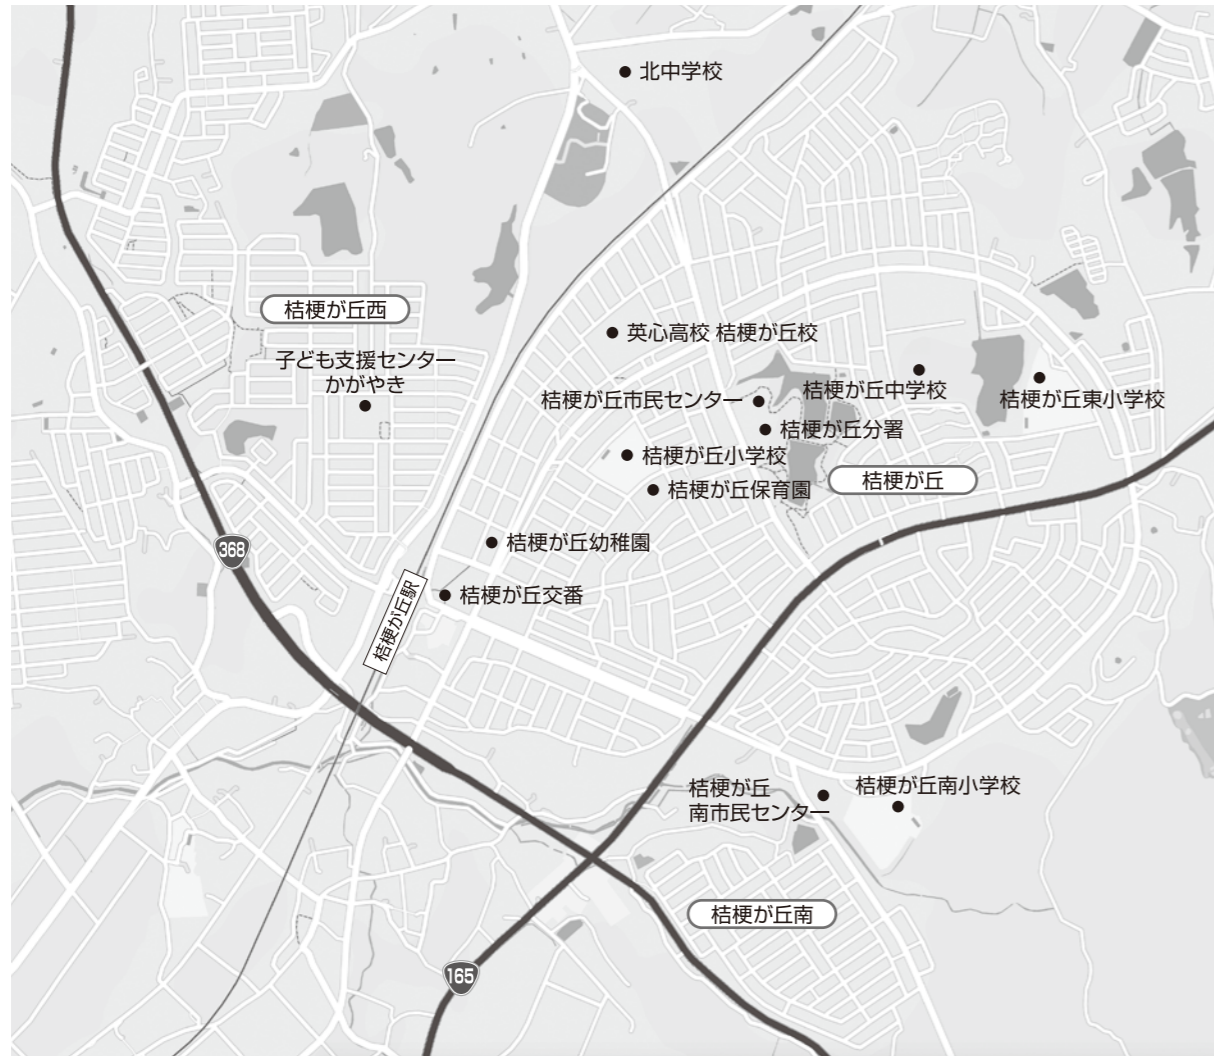 北中学校
桔梗が丘西
英心高校 桔梗が丘校
子ども支援センター
かがやき
桔梗が丘市民センター
桔梗が丘中学校
桔梗が丘東小学校
桔梗が丘分署
桔梗が丘小学校
桔梗が丘
桔梗が丘保育園
桔梗が丘幼稚園
368
桔梗が丘交番
桔梗が丘駅
桔梗が丘
南市民センター
桔梗が丘南小学校
桔梗が丘南
165